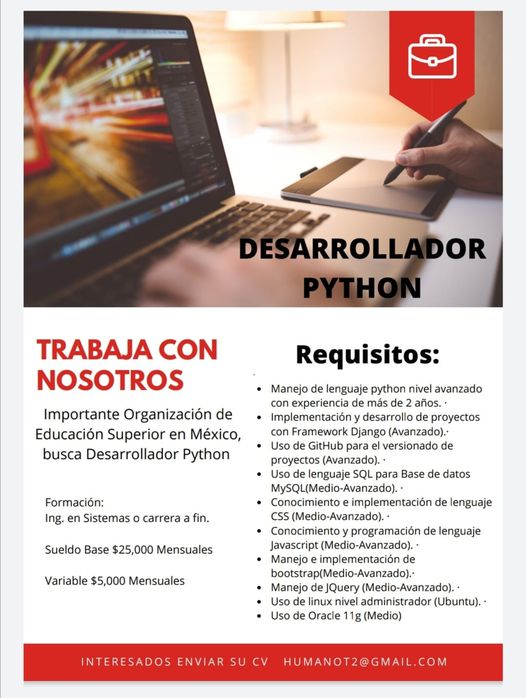 DESARROLLADOR
PYTHON
TRABAJA CON
NOSOTROS
Importante Organización de
Educación Superior en México,
busca Desarrollador Python
Formación:
Ing. en Sistemas o carrera a fin.
Sueldo Base $25,000 Mensuales
Variable $5,000 Mensuales
Requisitos:
• Manejo de lenguaje python nivel avanzado
con experiencia de más de 2 años. ·
• Implementación y desarrollo de proyectos
con Framework Django (Avanzado).·
• Uso de GitHub para el versionado de
proyectos (Avanzado). ·
• Uso de lenguaje SQL para Base de datos
MySQL(Medio-Avanzado). ·
• Conocimiento e implementación de lenguaje
CSS (Medio-Avanzado). ·
• Conocimiento y programación de lenguaje
Javascript (Medio-Avanzado). ·
• Manejo e implementación de
bootstrap(Medio-Avanzado).·
• Manejo de JQuery (Medio-Avanzado). ·
• Uso de linux nivel administrador (Ubuntu). ·
• Uso de Oracle 11g (Medio)
INTERESADOS ENVIAR SU CV HUMANOT2@GMAIL.COM